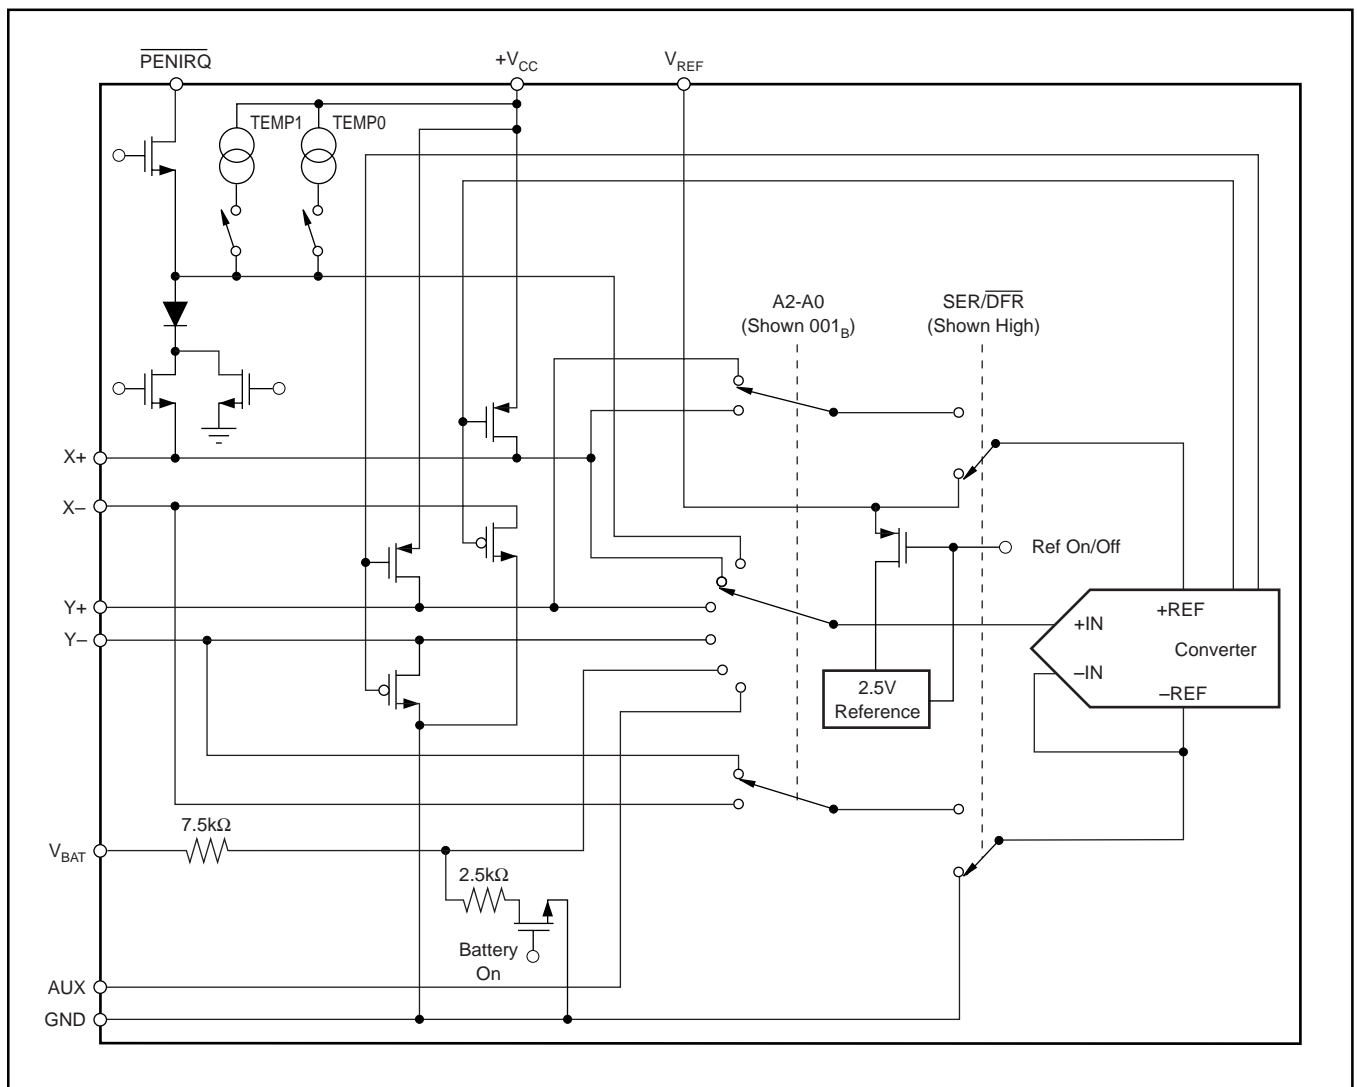 PENIRQ
+VCC
VREF
TEMP1
TEMP0
A2-A0
(Shown 001B)
SER/DFR
(Shown High)
X+
X–
Ref On/Off
Y+
Y–
+REF
+IN
Converter
–IN
–REF
2.5V
Reference
7.5kΩ
VBAT
2.5kΩ
Battery
On
AUX
GND